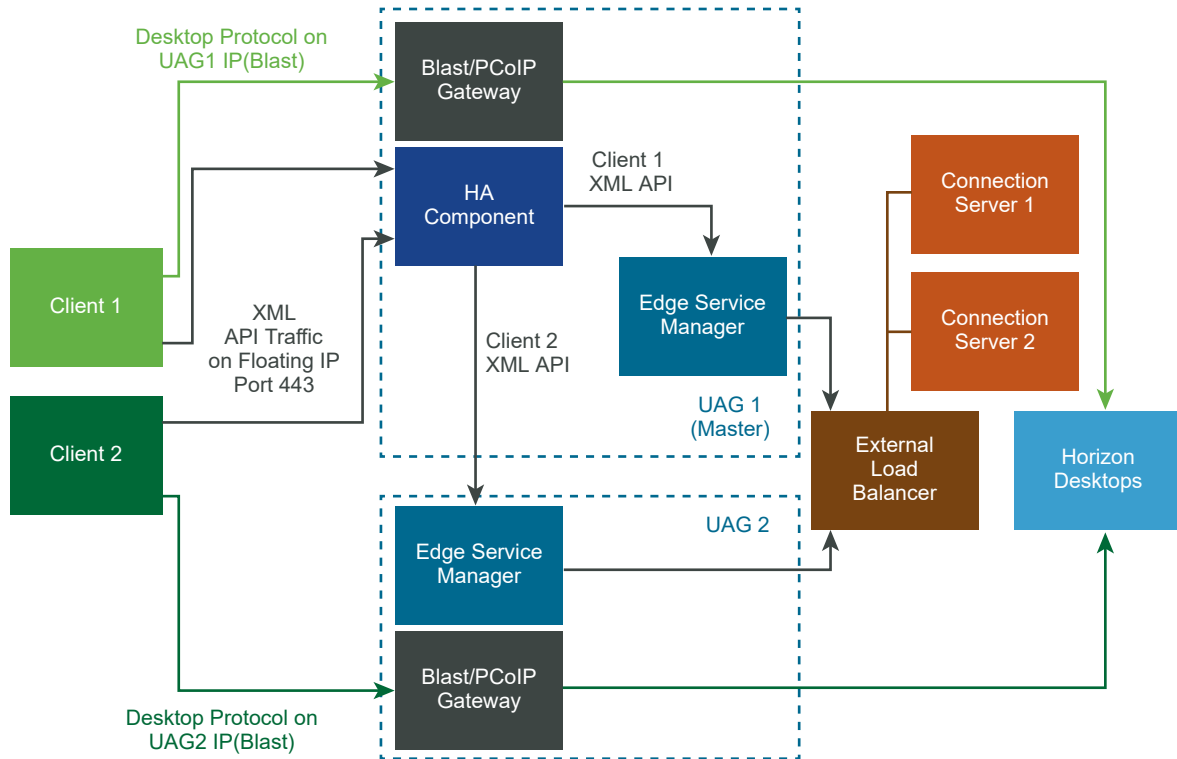 Desktop Protocol on
UAG1 IP(Blast)
Blast/PCoIP
Gateway
HA
Component
Client 1
XML API
Connection
Server 1
Client 1
XML
API Traffic
on Floating IP
Port 443
Client 2
XML API
Edge Service
Manager
Connection
Server 2
UAG 1
(Master)
Client 2
External
Load
Balancer
Horizon
Desktops
UAG 2
Edge Service
Manager
Blast/PCoIP
Gateway
Desktop Protocol on
UAG2 IP(Blast)